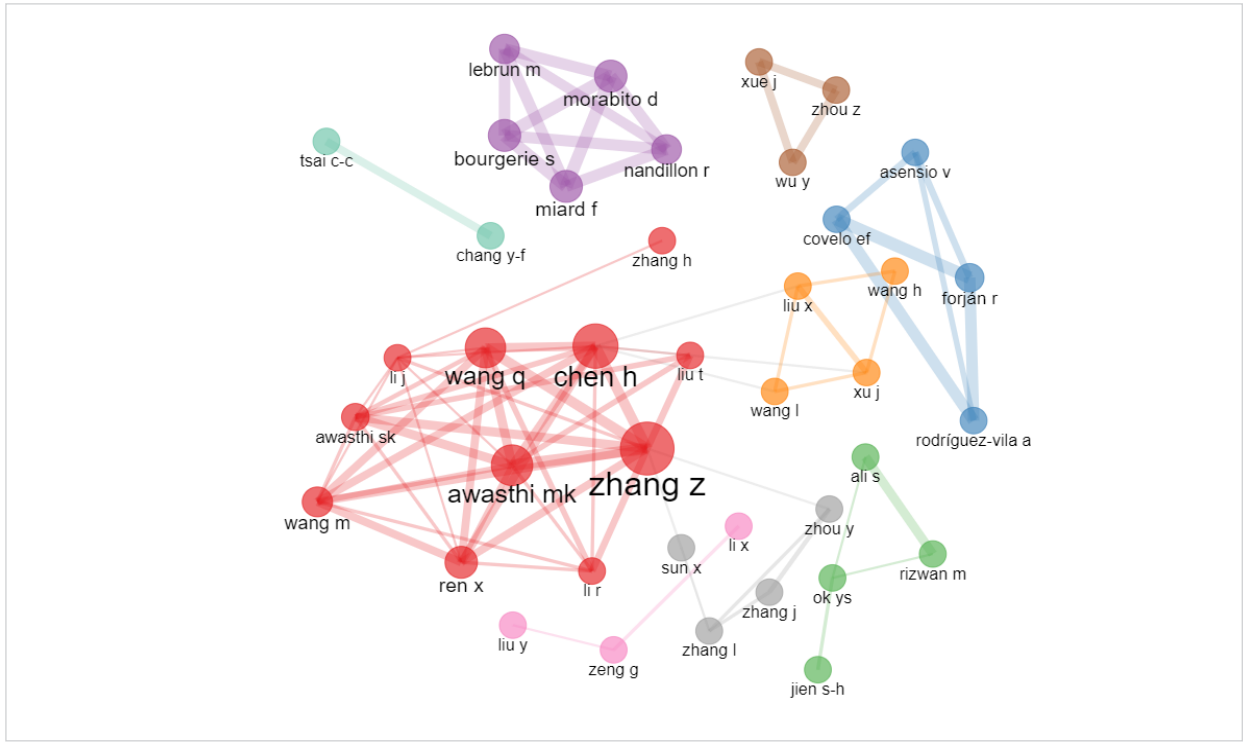 lebrun m
xue j
morabito d
zhou z
tsai c-c
bourgerie s
nandillon r
asensio v
wu y
miard f
covelo ef
chang y-f
zhang h
wang h
forján r
liu x
li j
wang q
chen h
liu t
xu j
wang l
awasthi sk
rodríguez-vila a
ali s
awasthi mk
zhang z
wang m
zhou y
li x
sun x
rizwan m
ren x
li r
ok ys
zhang j
liu y
zhang l
zeng g
jien s-h